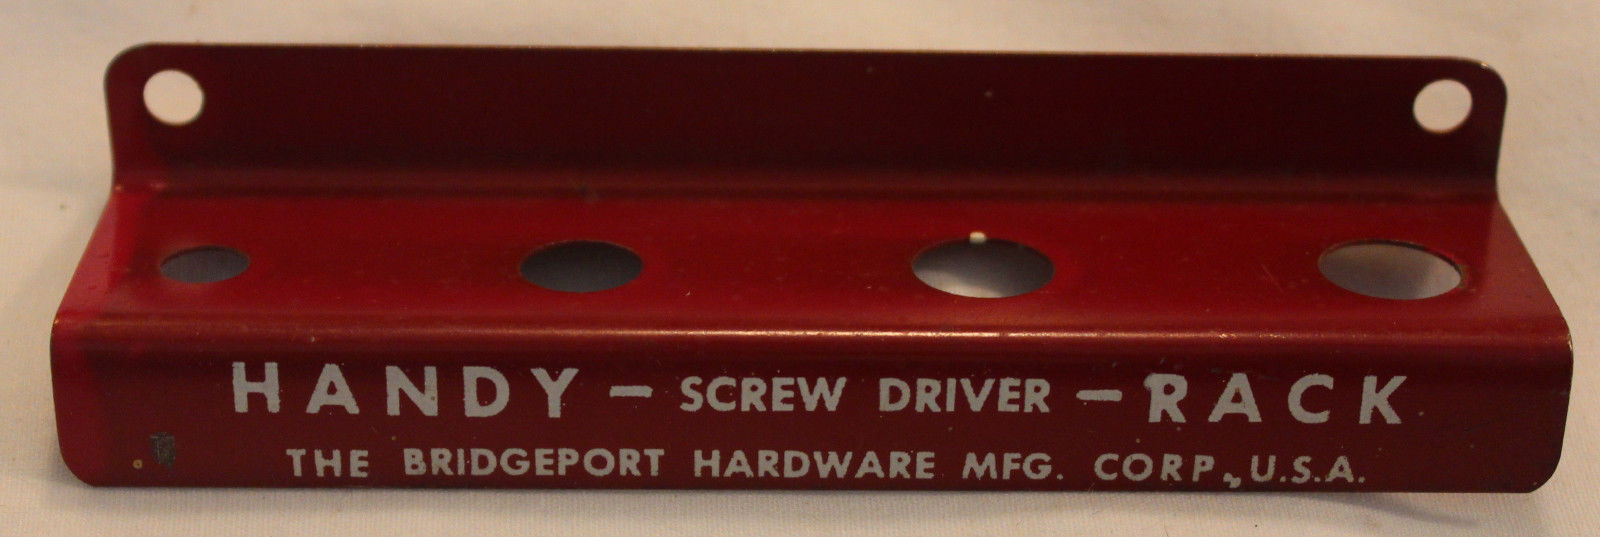 HANDY - SCREW DRIVER - RACK
THE BRIDGEPORT HARDWARE MFG. CORP., U.S.A.